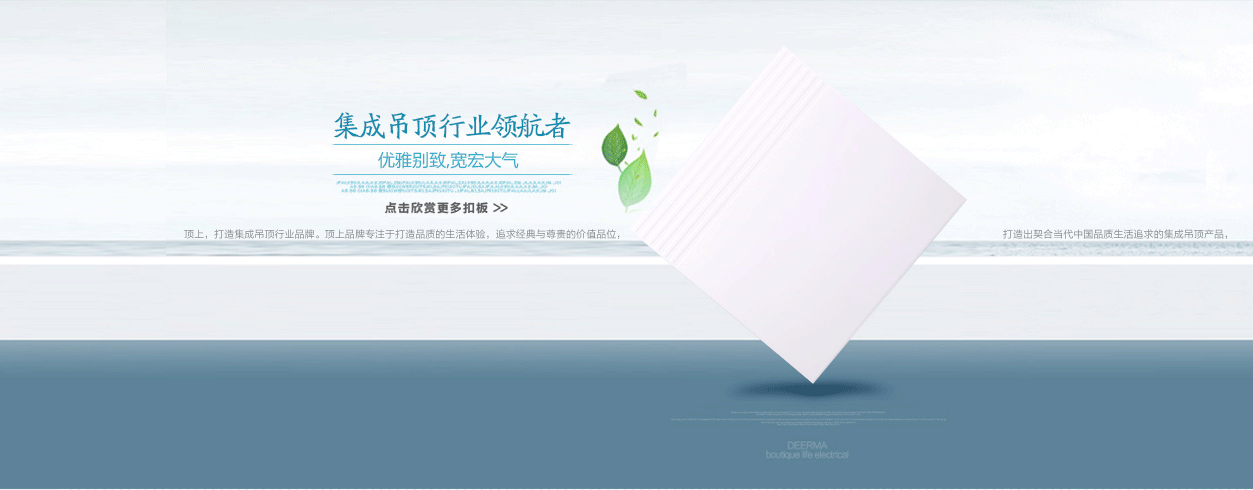 集成吊顶行业领航者
优雅别致,宽宏大气
点击欣赏更多扣板 >>
顶上，打造集成吊顶行业品牌。顶上品牌专注于打造品质的生活体验，追求经典与尊贵的价值品位，
打造出契合当代中国品质生活追求的集成吊顶产品，
DEERMA
boutique life electrical